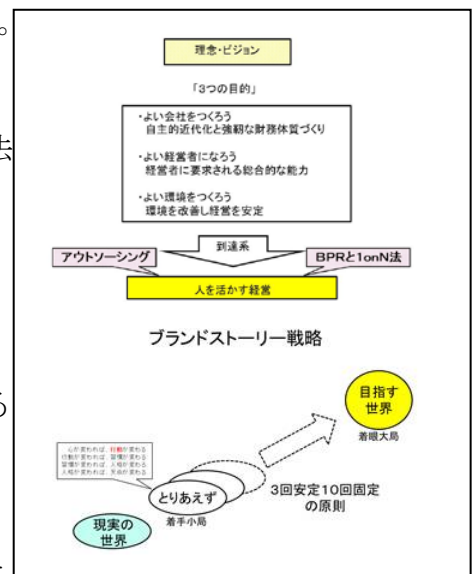 。
法
理念・ビジョン
「3つの目的」
・よい会社をつくろう
自主的近代化と強靭な財務体質づくり
・よい経営者になろう
経営者に要求される総合的な能力
・よい環境をつくろう
環境を改善し経営を安定
到達系
アウトソーシング
BPRと1onN法
人を活かす経営
ブランドストーリー戦略
目指す
世界
着眼大局
心が変われば、行動が変わる
行動が変われば、習慣が変わる
習慣が変われば、人格が変わる
人格が変われば、運命が変わる
とりあえず
着手小局
3回安定10回固定
の原則
現実の
世界